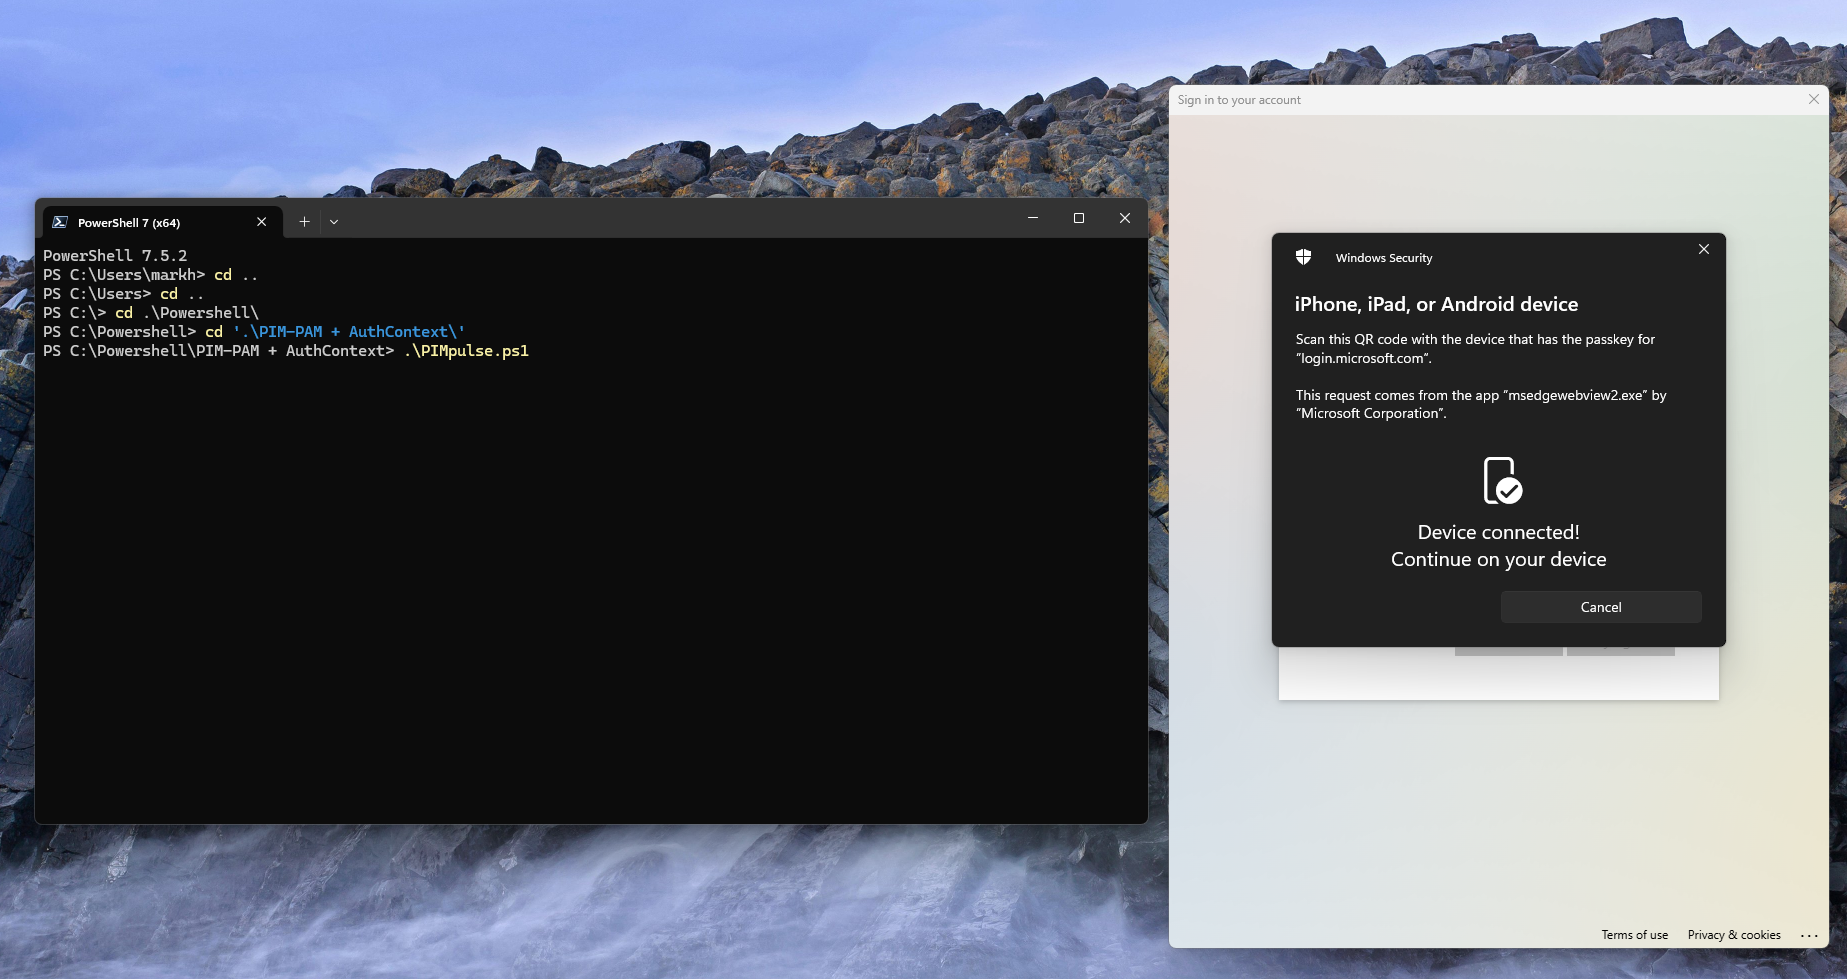 PowerShell 7 (x64)
PowerShell 7.5.2
PS C:\Users\markh> cd ..
PS C:\Users> cd ..
PS C:\> cd .\Powershell\
PS C:\Powershell> cd '.\PIM-PAM + AuthContext\'
PS C:\Powershell\PIM-PAM + AuthContext> .\PIMpulse.ps1
Sign in to your account
Windows Security
iPhone, iPad, or Android device
Scan this QR code with the device that has the passkey for
"login.microsoft.com".
This request comes from the app "msedgewebview2.exe" by
"Microsoft Corporation".
Device connected!
Continue on your device
Cancel
Terms of use Privacy & cookies ...